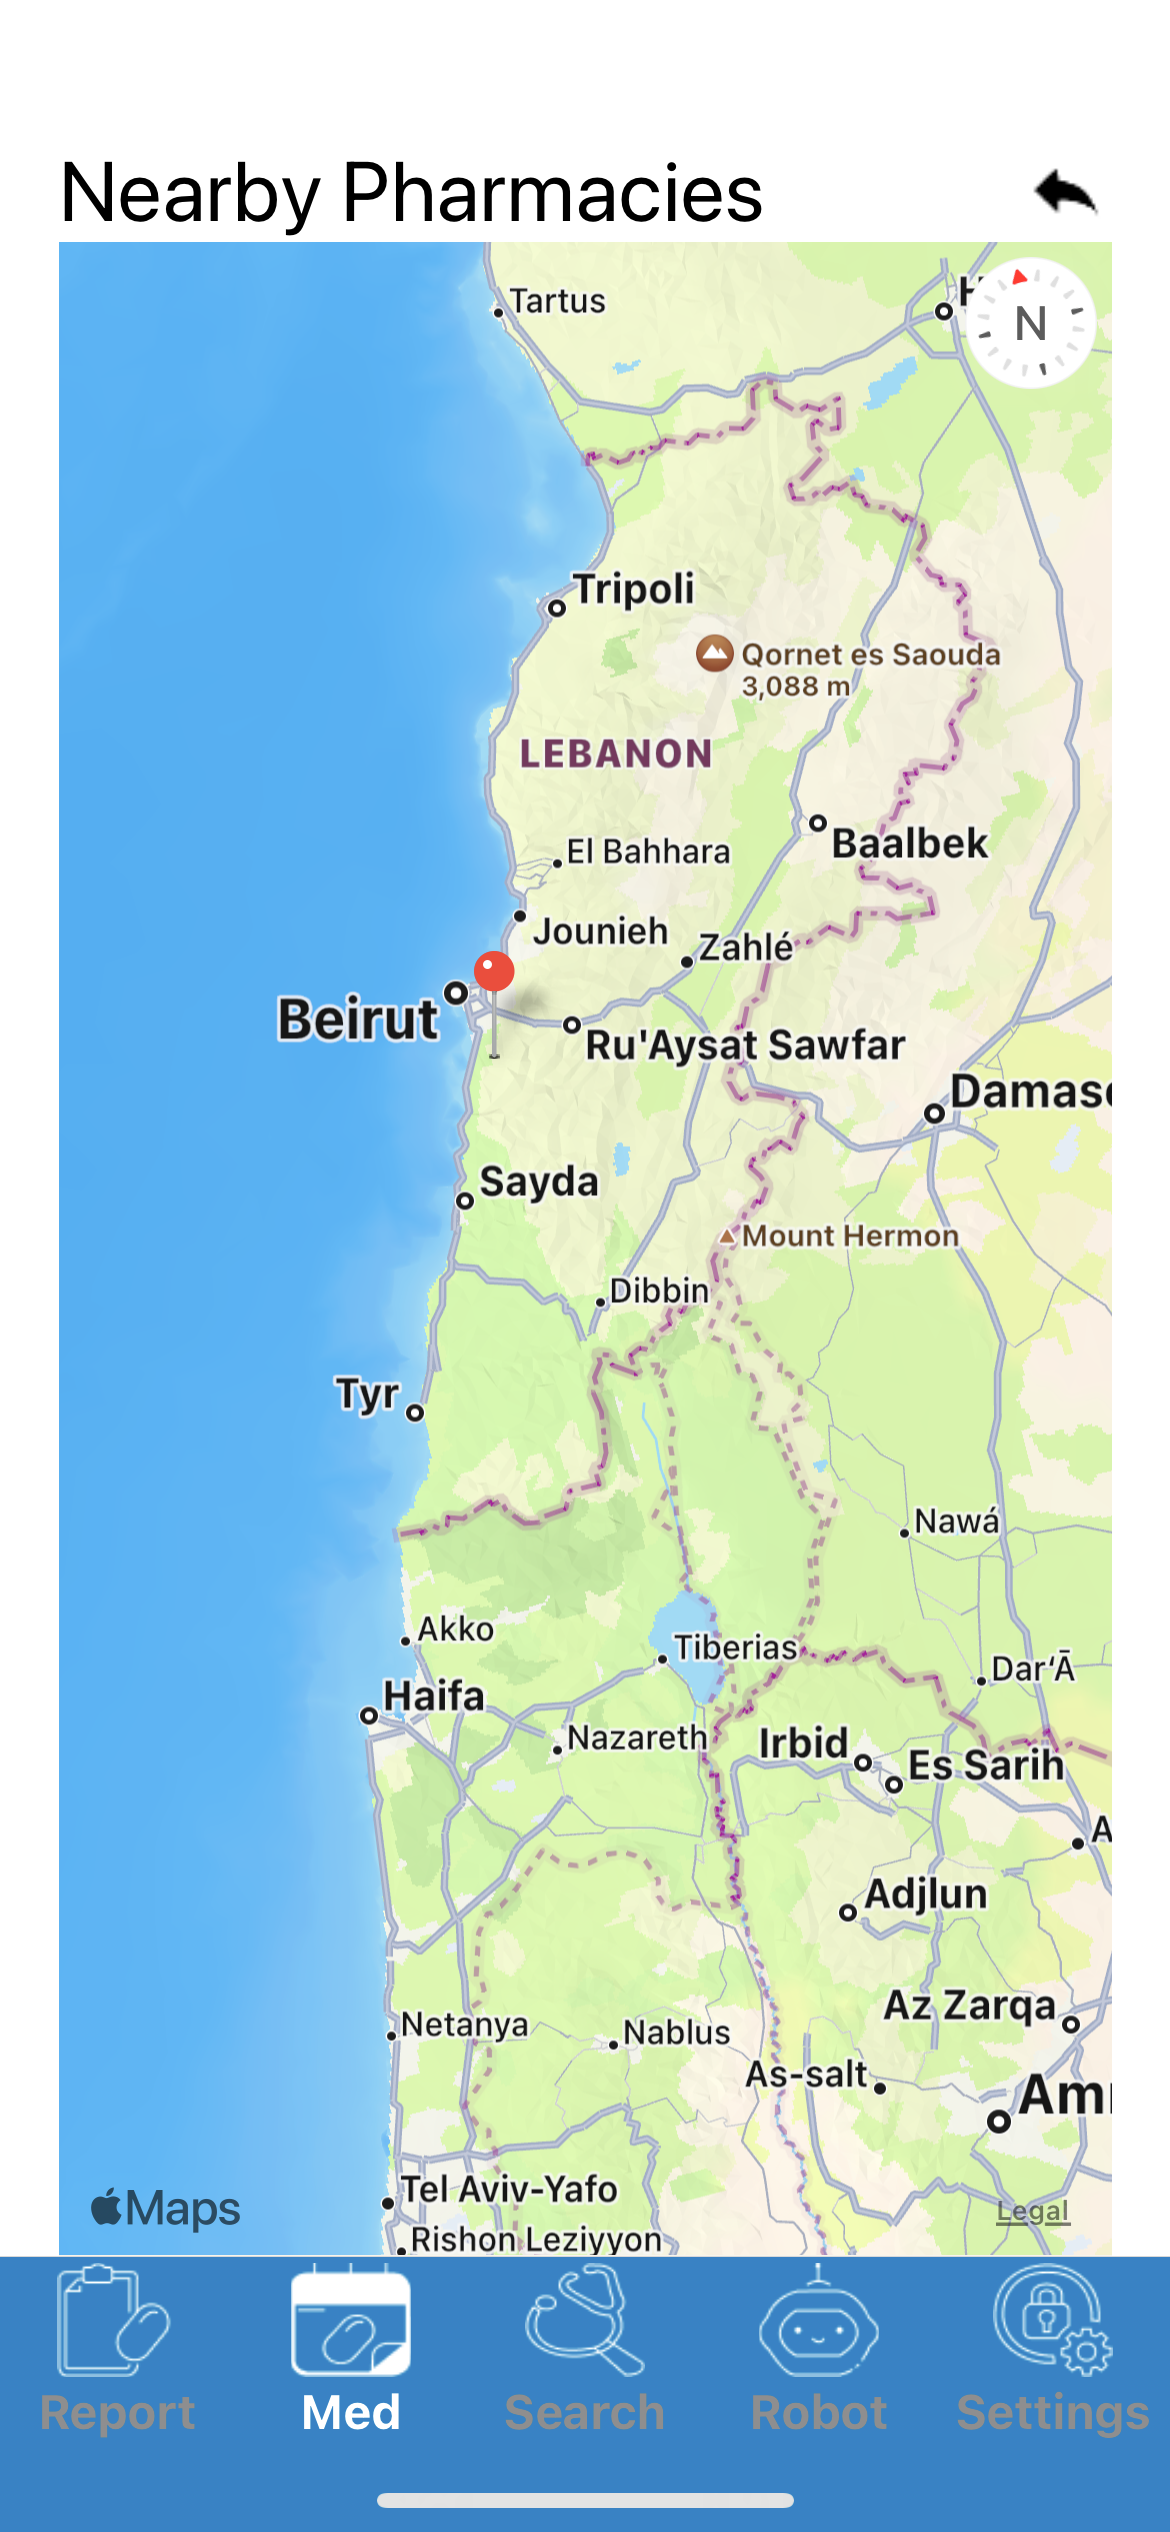 Nearby Pharmacies
Tartus
N
Tripoli
Qornet es Saouda
3,088 m
LEBANON
Baalbek
El Bahhara
Jounieh
Zahlé
Beirut
Ru'Aysat Sawfar
Damasc
Sayda
Mount Hermon
Dibbin
Tyr
Nawá
Akko
Tiberias
Dar‘Ā
Haifa
Nazareth
Irbid
Es Sarih
A
Adjlun
Az Zarqa
Netanya
Nablus
As-salt
Am
Tel Aviv-Yafo
Maps
Legal
Rishon Leziyyon
Report
Med
Search
Robot
Settings